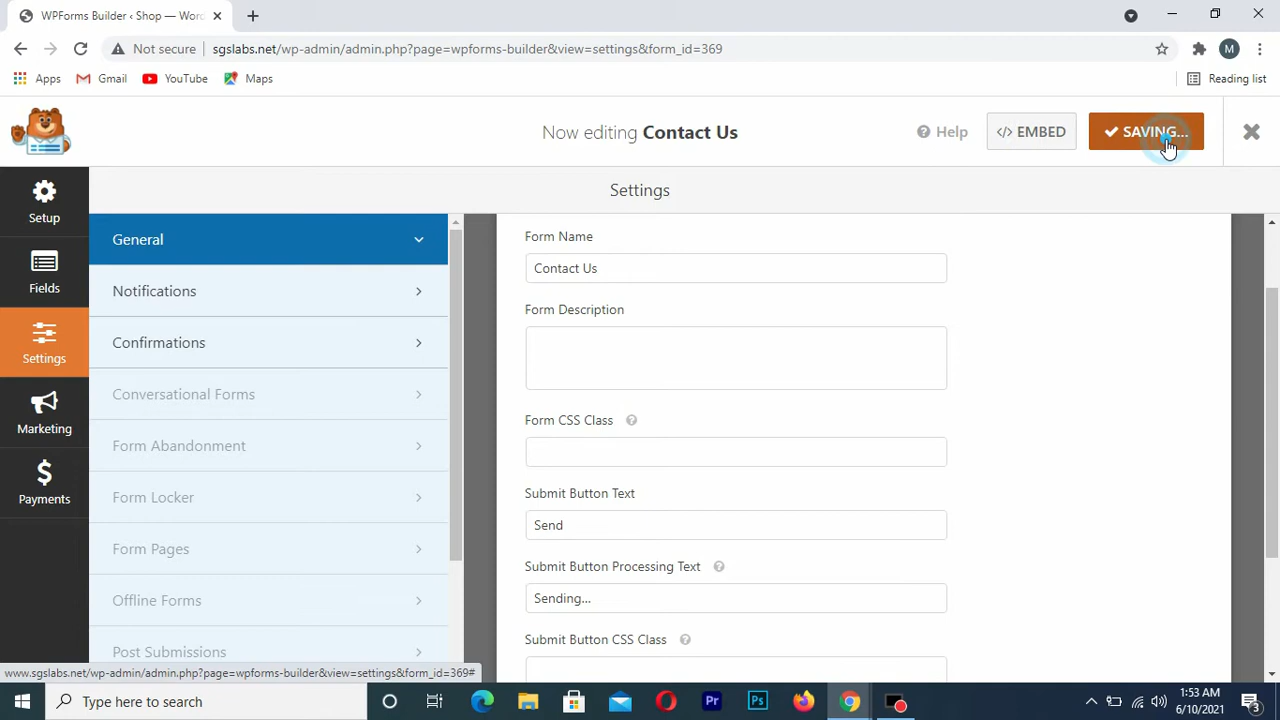 WPForms Builder ‹ Shop — Word
Not secure
sgslabs.net/wp-admin/admin.php?page=wpforms-builder&view=settings&form_id=369
M
Apps
Gmail
YouTube
Maps
Reading list
Now editing Contact Us
Help
</> EMBED
SAVING...
Settings
Setup
Fields
Settings
Marketing
Payments
General
Notifications
Confirmations
Conversational Forms
Form Abandonment
Form Locker
Form Pages
Offline Forms
Post Submissions
Form Name
Contact Us
Form Description
Form CSS Class
Submit Button Text
Send
Submit Button Processing Text
Sending...
Submit Button CSS Class
www.sgslabs.net/wp-admin/admin.php?page=wpforms-builder&view=settings&form_id=369#
Type here to search
Pr
Ps
1:53 AM
6/10/2021
3